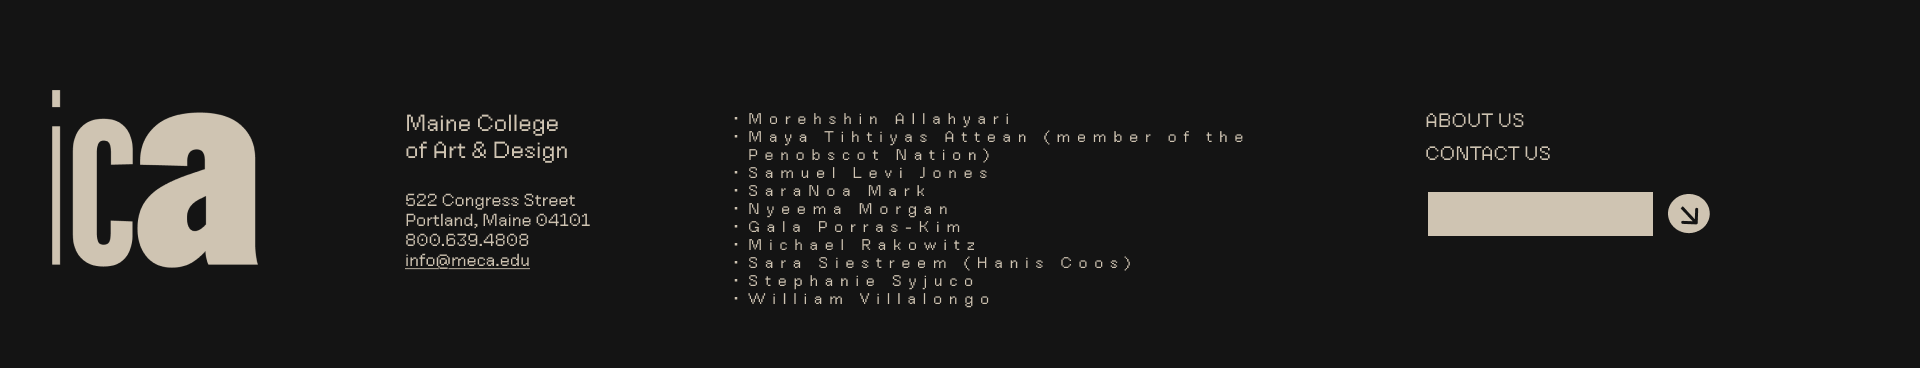 ica
Maine College
of Art & Design
522 Congress Street
Portland, Maine 04101
800.639.4808
info@meca.edu
· Morehshin Allahyari
· Maya Tihtiyas Attean (member of the
Penobscot Nation)
· Samuel Levi Jones
· SaraNoa Mark
· Nyeema Morgan
· Gala Porras-Kim
· Michael Rakowitz
· Sara Siestreem (Hanis Coos)
· Stephanie Syjuco
· William Villalongo
ABOUT US
CONTACT US